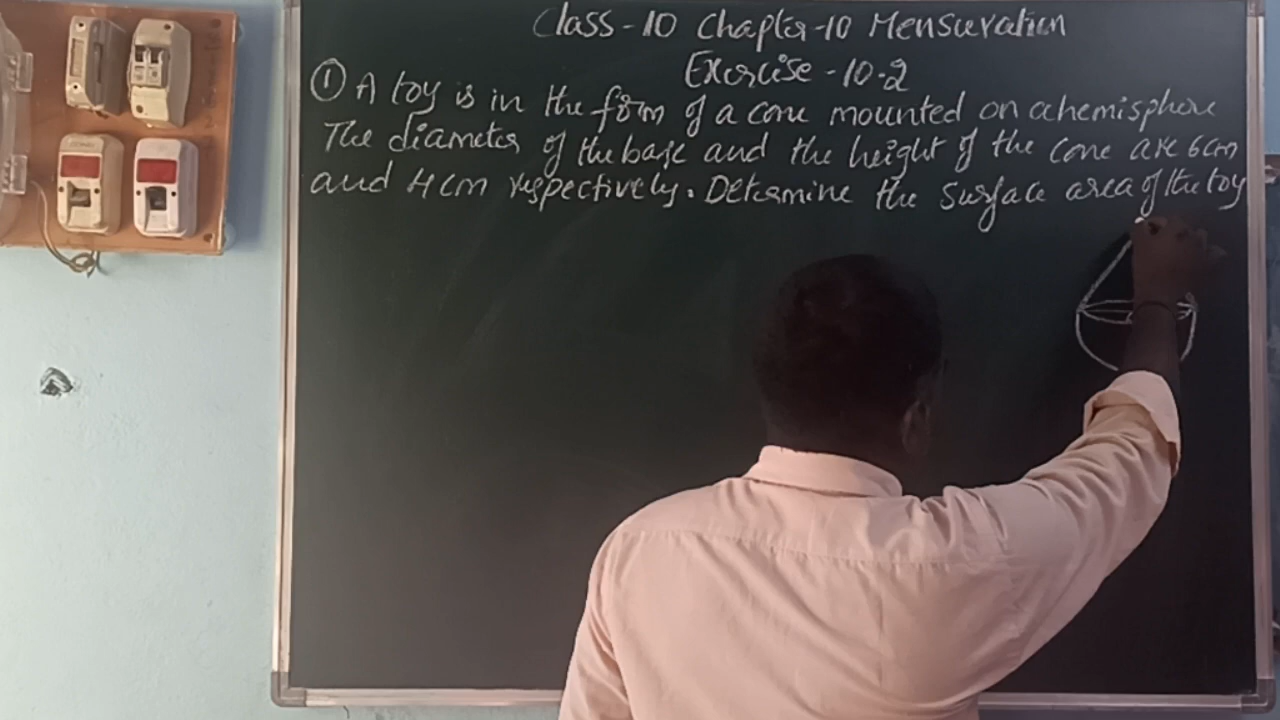 Class-10 Chapter-10 Mensuration
Exercise-10.2
① A toy is in the form of a cone mounted on a hemisphere
The diameter of the base and the height of the cone are 6cm
and 4cm respectively. Determine the surface area of the toy